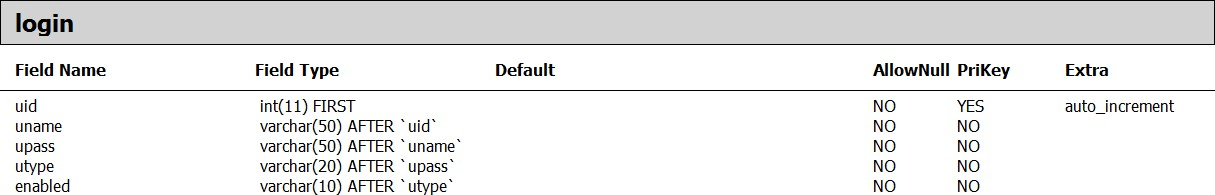 login
Field Name Field Type Default AllowNull PriKey Extra
uid int(11) FIRST NO YES auto_increment
uname varchar(50) AFTER `uid` NO NO
upass varchar(50) AFTER `uname` NO NO
utype varchar(20) AFTER `upass` NO NO
enabled varchar(10) AFTER `utype` NO NO